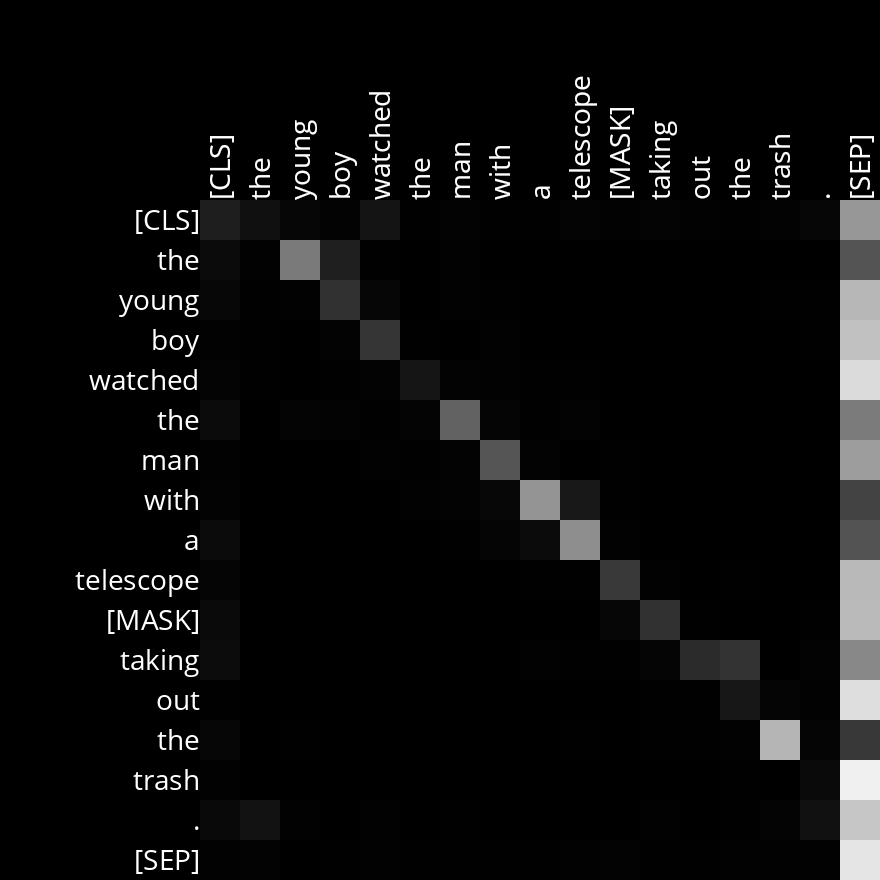 [CLS] the young boy watched the man with a telescope [MASK] taking out the trash . [SEP]
[CLS]
the
young
boy
watched
the
man
with
a
telescope
[MASK]
taking
out
the
trash
.
[SEP]